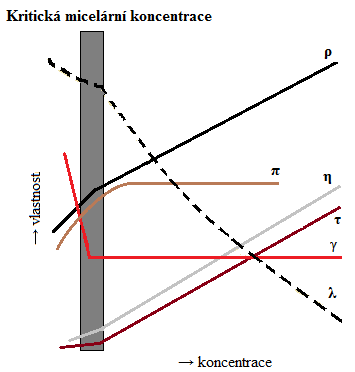 Kritická micelární koncentrace
ρ
π
η
τ
γ
λ
→ vlastnost
→ koncentrace